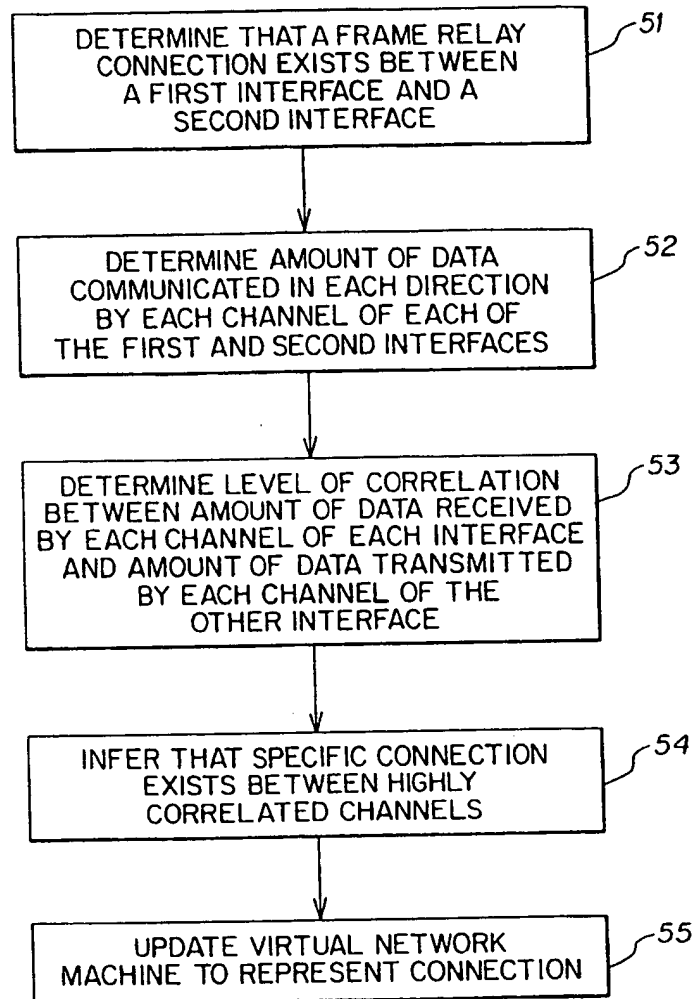 DETERMINE THAT A FRAME RELAY
CONNECTION EXISTS BETWEEN
A FIRST INTERFACE AND A
SECOND INTERFACE
51
DETERMINE AMOUNT OF DATA
COMMUNICATED IN EACH DIRECTION
BY EACH CHANNEL OF EACH OF
THE FIRST AND SECOND INTERFACES
52
DETERMINE LEVEL OF CORRELATION
BETWEEN AMOUNT OF DATA RECEIVED
BY EACH CHANNEL OF EACH INTERFACE
AND AMOUNT OF DATA TRANSMITTED
BY EACH CHANNEL OF THE
OTHER INTERFACE
53
INFER THAT SPECIFIC CONNECTION
EXISTS BETWEEN HIGHLY
CORRELATED CHANNELS
54
UPDATE VIRTUAL NETWORK
MACHINE TO REPRESENT CONNECTION
55